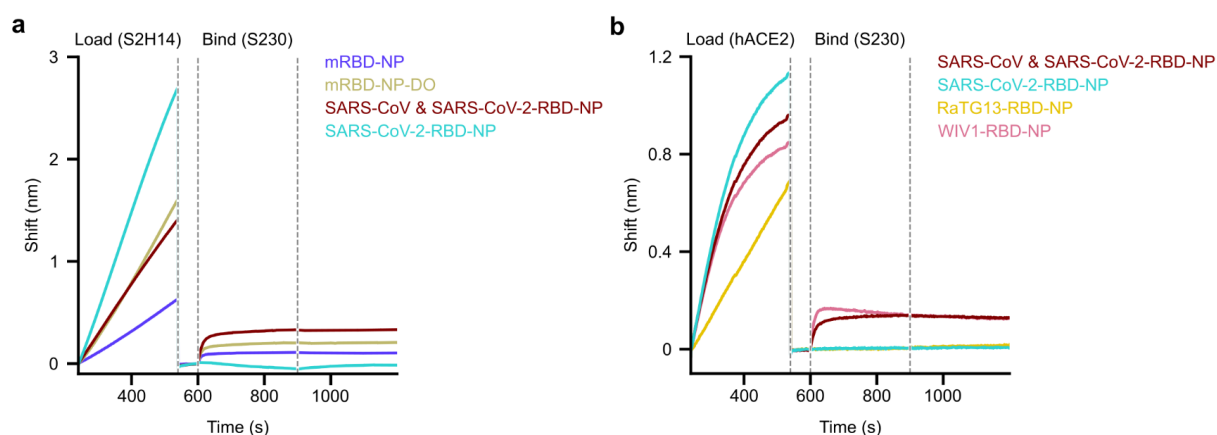 a
Load (S2H14) Bind (S230)
mRBD-NP
mRBD-NP-DO
SARS-CoV & SARS-CoV-2-RBD-NP
SARS-CoV-2-RBD-NP
3
2
1
0
Shift (nm)
400 600 800 1000
Time (s)
b
Load (hACE2) Bind (S230)
SARS-CoV & SARS-CoV-2-RBD-NP
SARS-CoV-2-RBD-NP
RaTG13-RBD-NP
WIV1-RBD-NP
1.2
0.8
0.4
0
Shift (nm)
400 600 800 1000
Time (s)